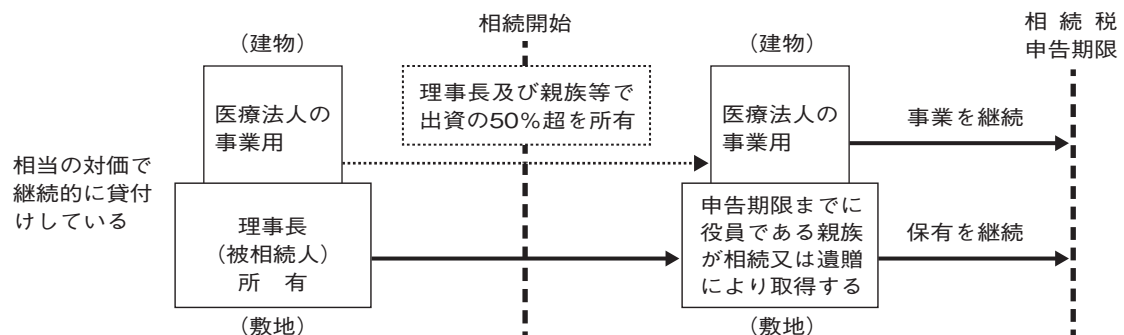 相続開始
相 続 税
申告期限
(建物)
(建物)
医療法人の
事業用
理事長及び親族等で
出資の50%超を所有
医療法人の
事業用
事業を継続
相当の対価で
継続的に貸付
けしている
理事長
(被相続人)
所 有
申告期限までに
役員である親族
が相続又は遺贈
により取得する
保有を継続
(敷地)
(敷地)